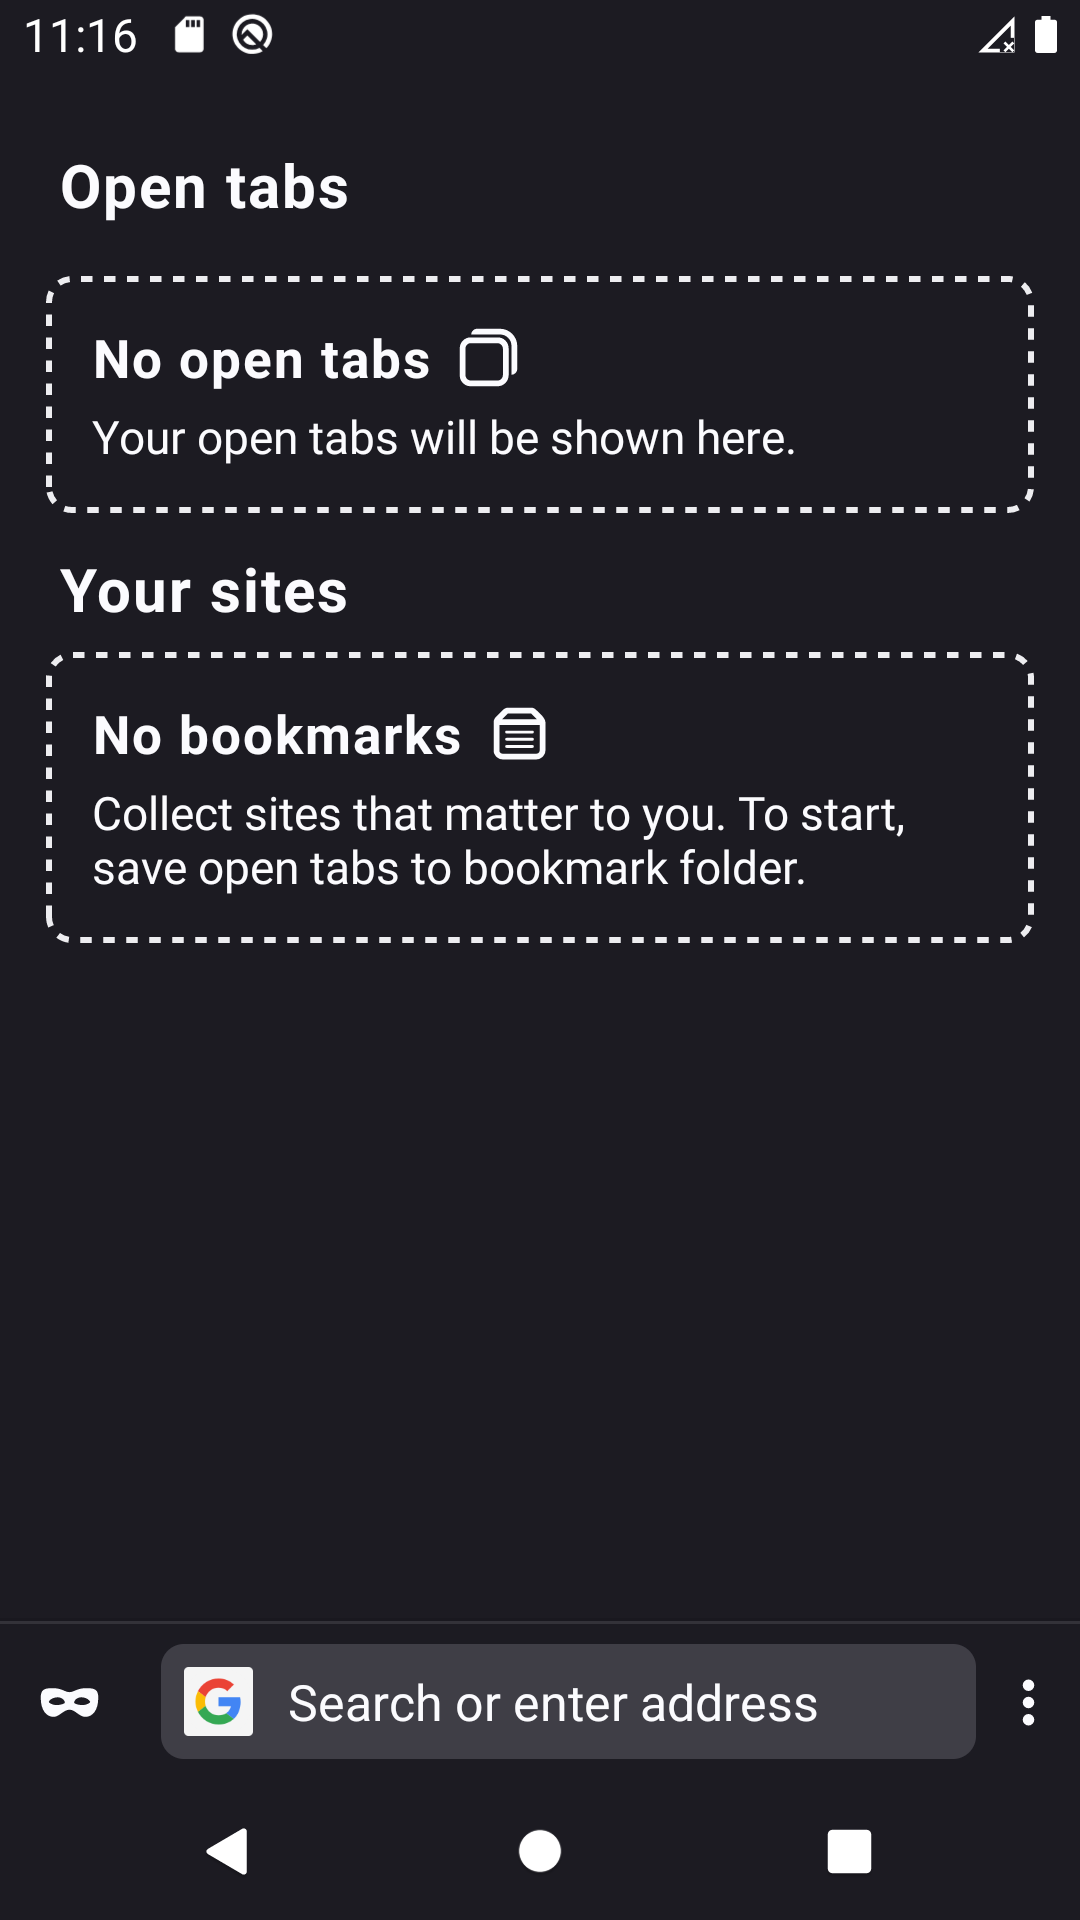 11:16
Open tabs
No open tabs
Your open tabs will be shown here.
Your sites
No bookmarks
Collect sites that matter to you. To start,
save open tabs to bookmark folder.
Search or enter address